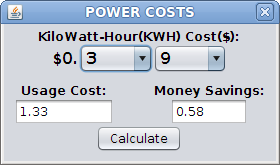 POWER COSTS
KiloWatt-Hour(KWH) Cost($):
$0. 3 9
Usage Cost: Money Savings:
1.33 0.58
Calculate